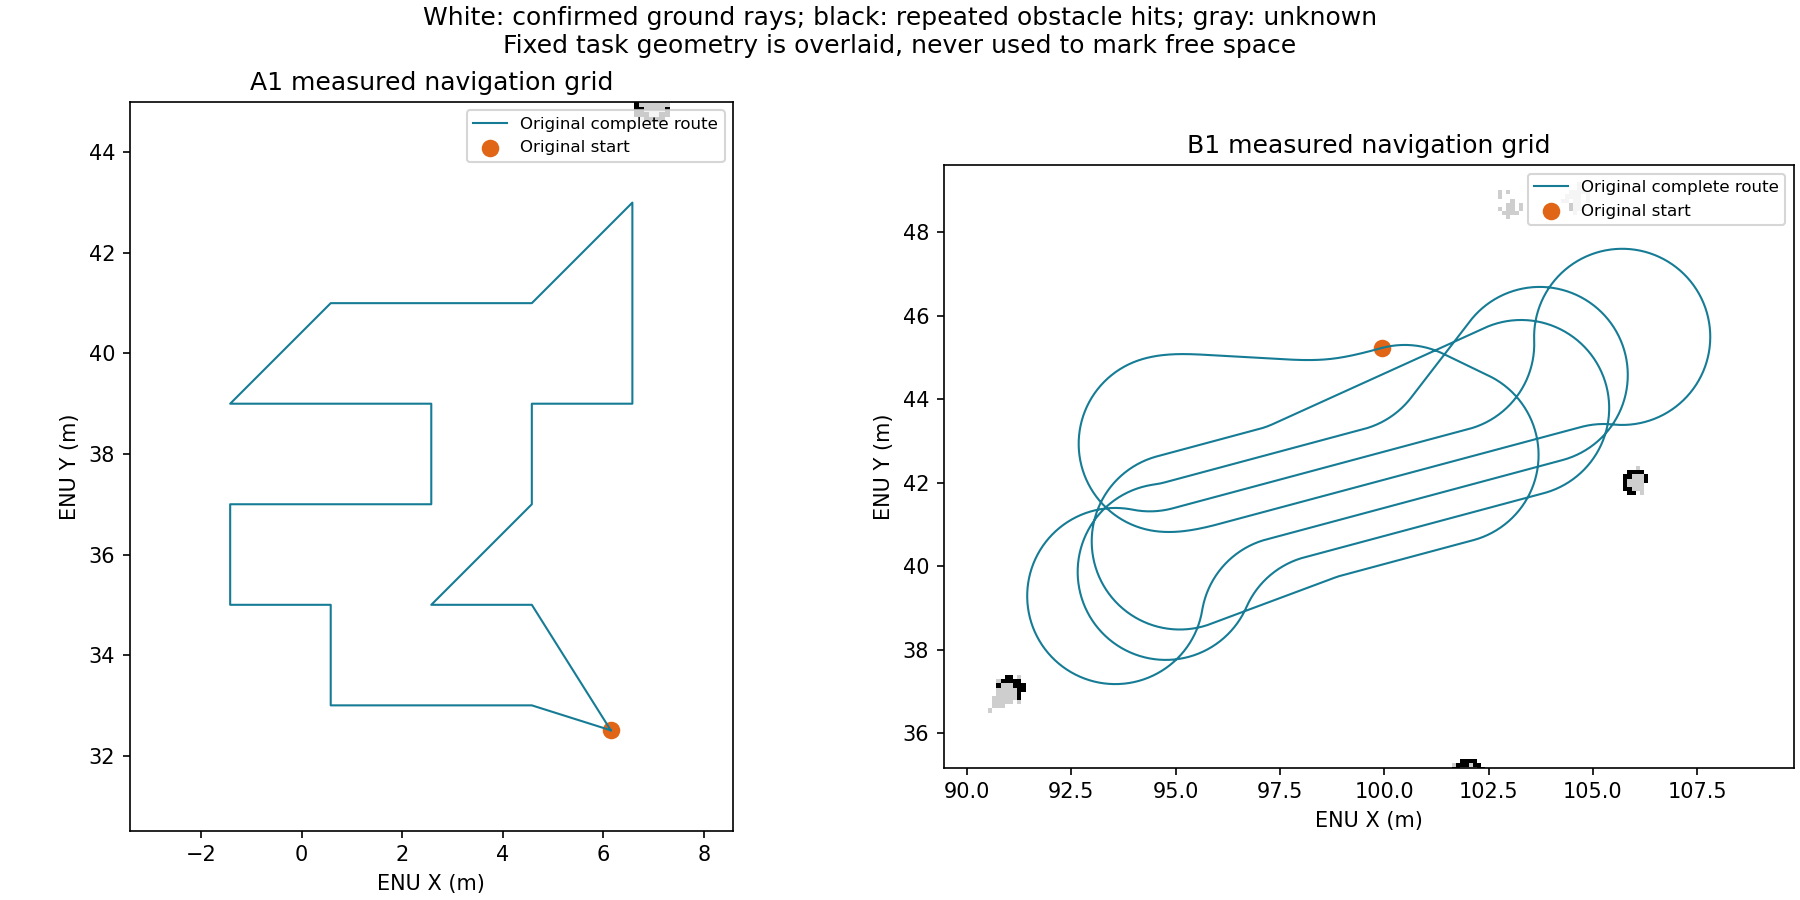 White: confirmed ground rays; black: repeated obstacle hits; gray: unknown
Fixed task geometry is overlaid, never used to mark free space
A1 measured navigation grid
Original complete route
Original start
44
42
40
38
36
34
32
ENU Y (m)
−2
0
2
4
6
8
ENU X (m)
B1 measured navigation grid
Original complete route
Original start
48
46
44
42
40
38
36
ENU Y (m)
90.0
92.5
95.0
97.5
100.0
102.5
105.0
107.5
ENU X (m)